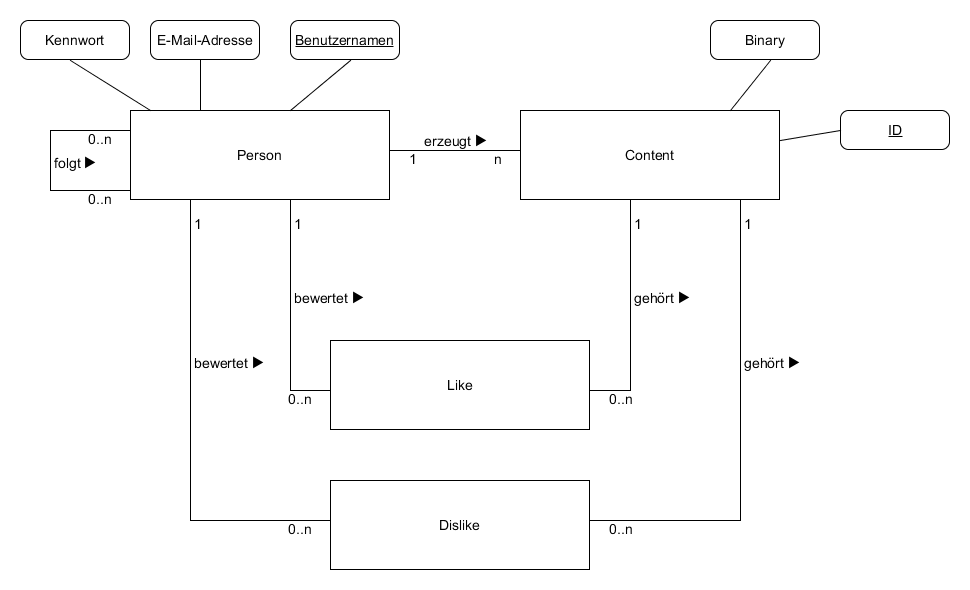 Kennwort
E-Mail-Adresse
Benutzernamen
Binary
ID
0..n
folgt ▶
0..n
Person
erzeugt ▶
1
n
Content
1
1
1
1
bewertet ▶
gehört ▶
bewertet ▶
gehört ▶
Like
0..n
0..n
Dislike
0..n
0..n